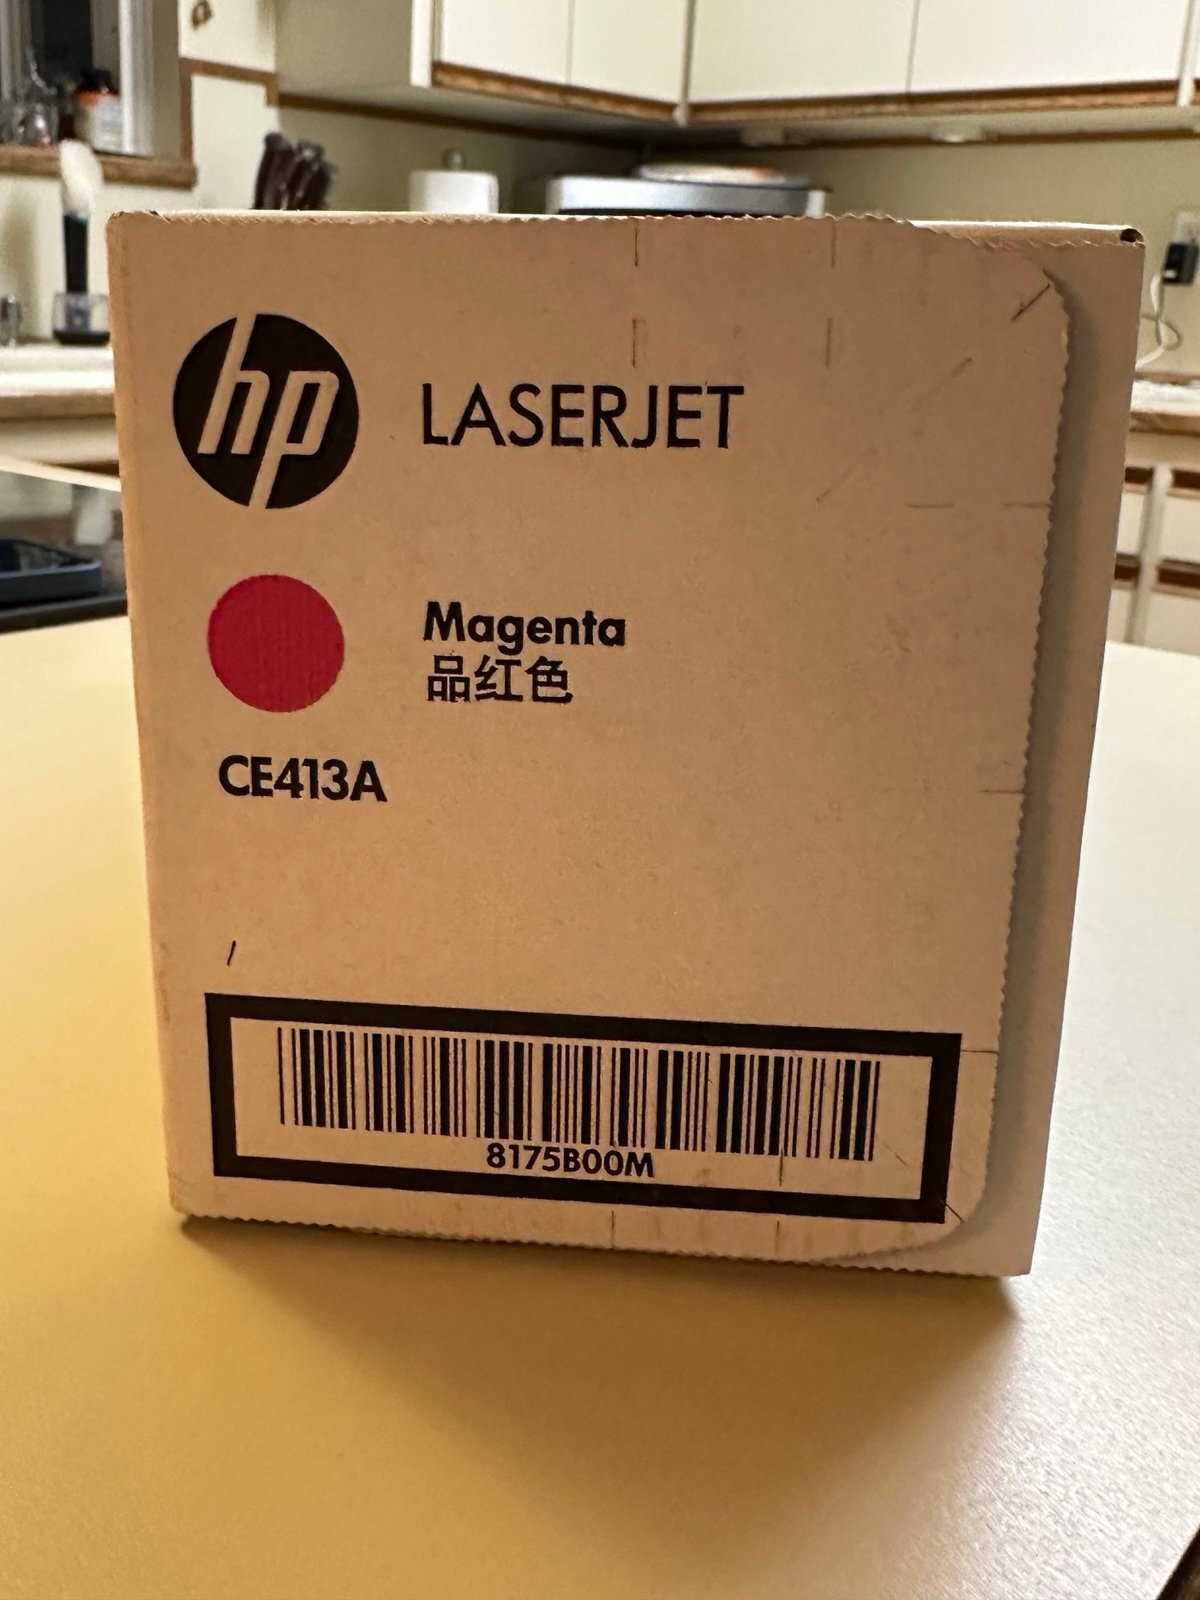 hp
LASERJET
Magenta
品红色
CE413A
8175B00M